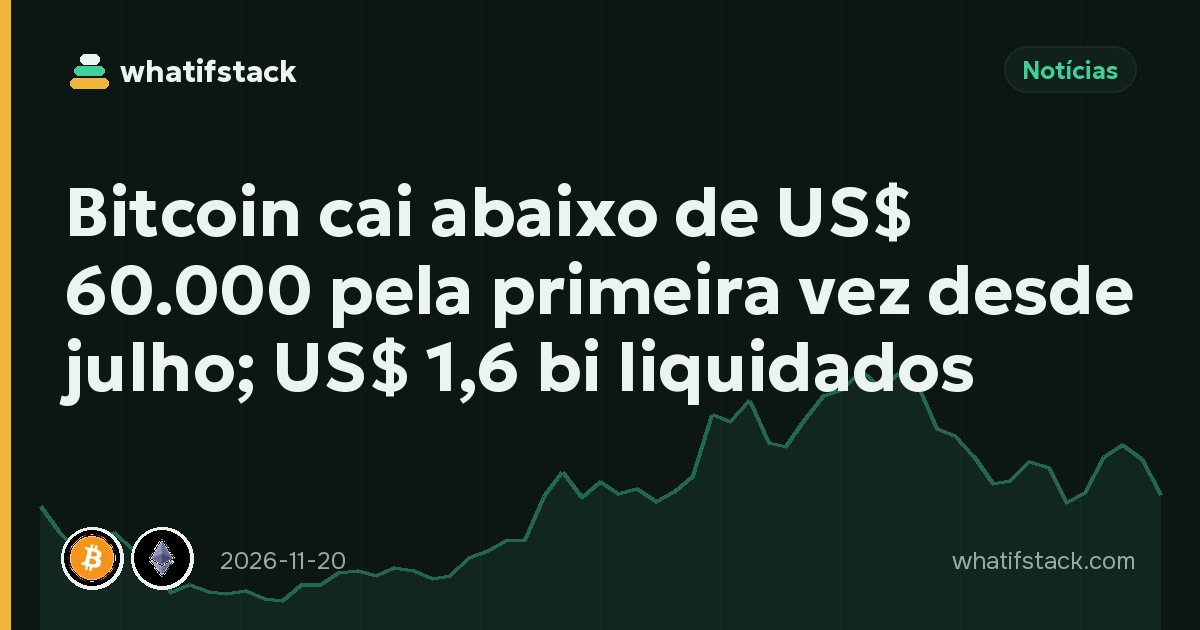 whatifstack
Notícias
Bitcoin cai abaixo de US$
60.000 pela primeira vez desde
julho; US$ 1,6 bi liquidados
2026-11-20
whatifstack.com